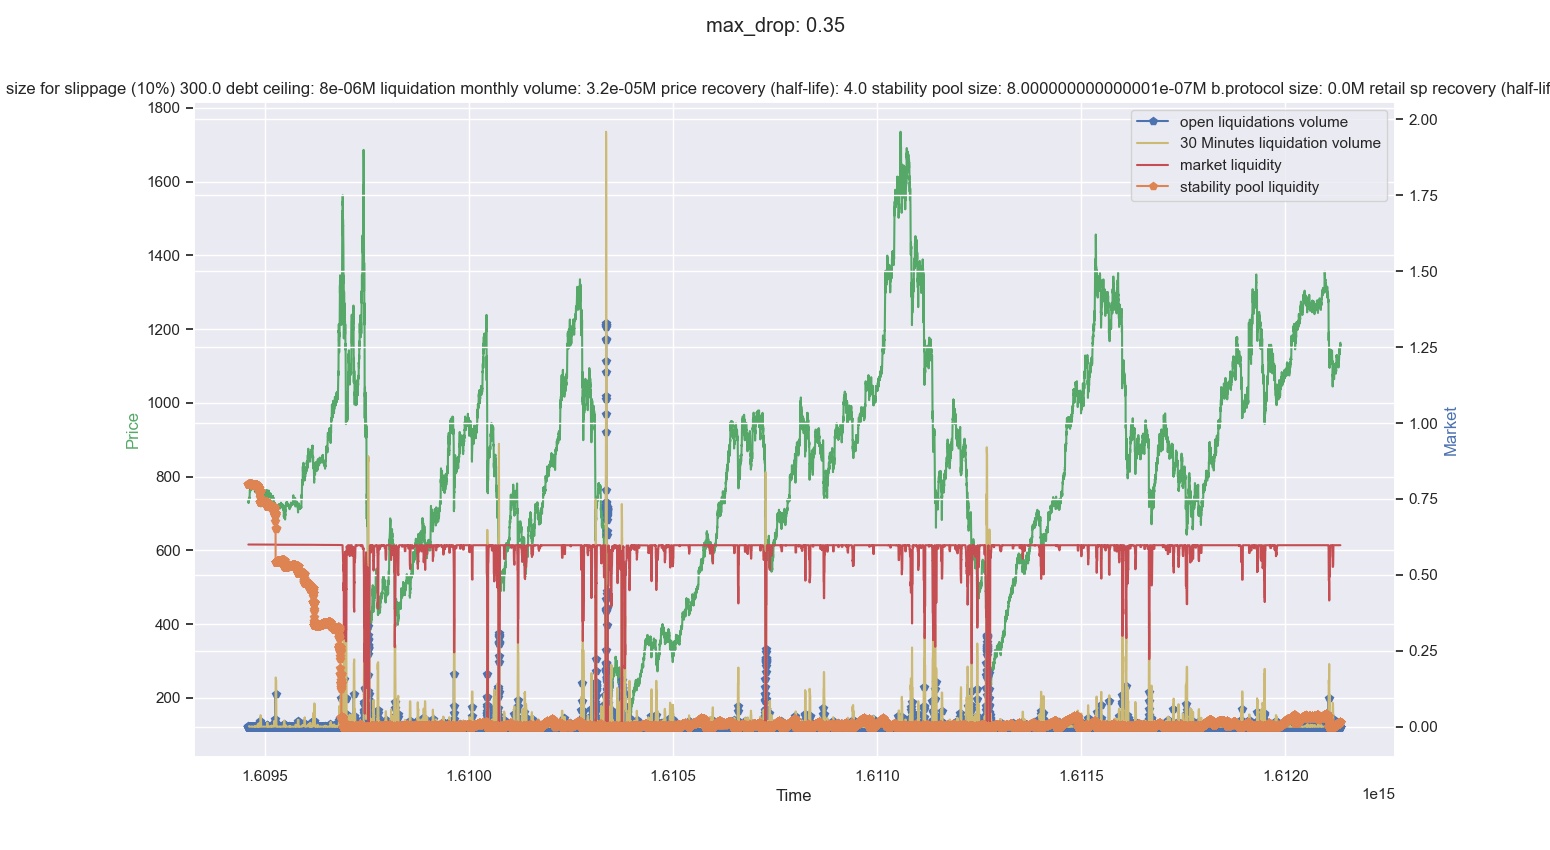 max_drop: 0.35
size for slippage (10%) 300.0 debt ceiling: 8e-06M liquidation monthly volume: 3.2e-05M price recovery (half-life): 4.0 stability pool size: 8.000000000000001e-07M b.protocol size: 0.0M retail sp recovery (half-lif
1800
1600
1400
1200
1000
800
600
400
200
Price
open liquidations volume
30 Minutes liquidation volume
market liquidity
stability pool liquidity
2.00
1.75
1.50
1.25
1.00
0.75
0.50
0.25
0.00
Market
1.6095 1.6100 1.6105 1.6110 1.6115 1.6120
Time
1e15